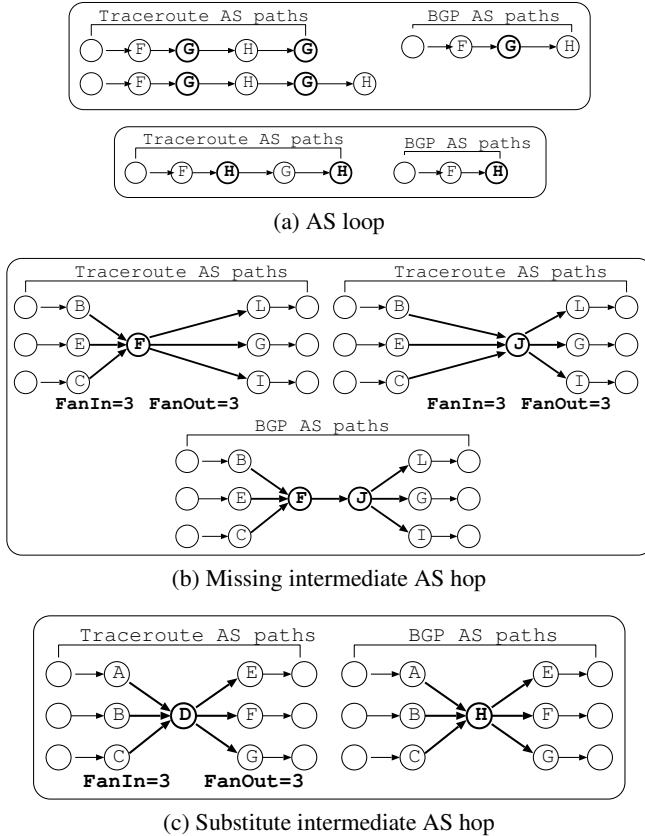 Traceroute AS paths BGP AS paths
F G H G F G H
F G H G H
Traceroute AS paths BGP AS paths
F H G H F H
(a) AS loop
Traceroute AS paths Traceroute AS paths
B L B L
E F G E J G
C I C I
FanIn=3 FanOut=3 FanIn=3 FanOut=3
BGP AS paths
B L
E F J G
C I
(b) Missing intermediate AS hop
Traceroute AS paths BGP AS paths
A E A E
B D F B H F
C G C G
FanIn=3 FanOut=3
(c) Substitute intermediate AS hop